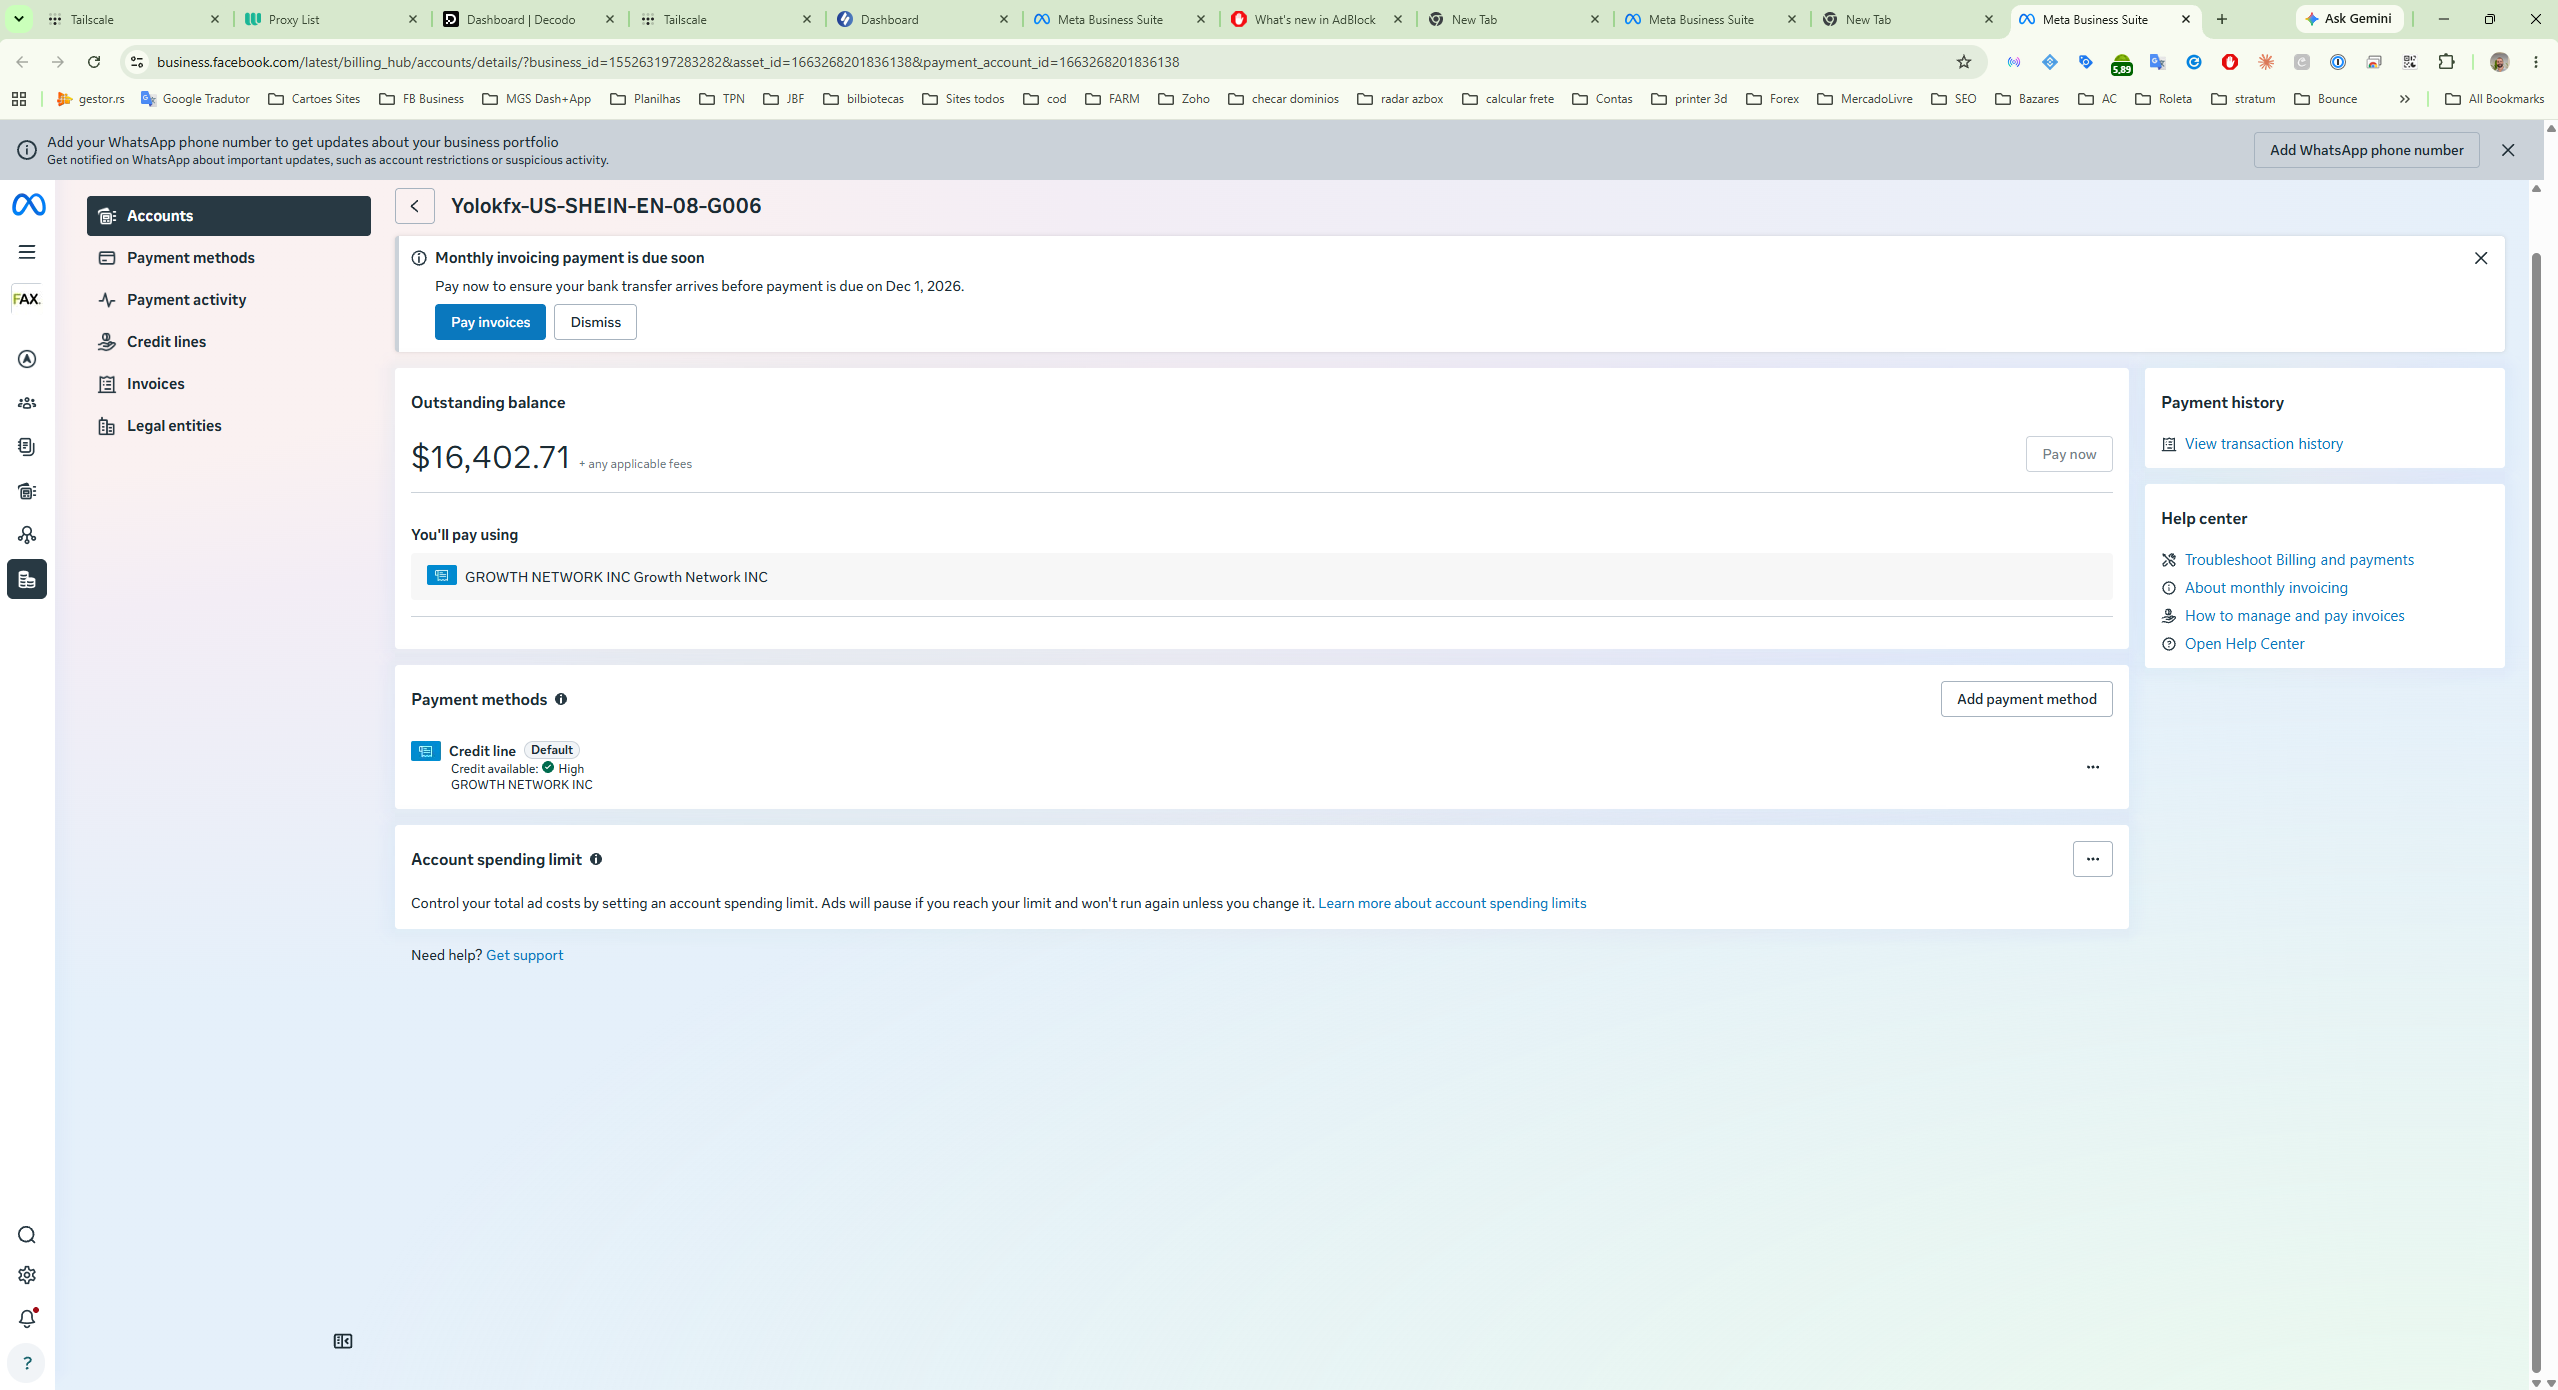 Tailscale
Proxy List
Dashboard | Decodo
Tailscale
Dashboard
Meta Business Suite
What's new in AdBlock
New Tab
Meta Business Suite
New Tab
Meta Business Suite
Ask Gemini
business.facebook.com/latest/billing_hub/accounts/details/?business_id=155263197283282&asset_id=1663268201836138&payment_account_id=1663268201836138
5,89
gestor.rs
Google Tradutor
Cartoes Sites
FB Business
MGS Dash+App
Planilhas
TPN
JBF
bilbiotecas
Sites todos
cod
FARM
Zoho
checar dominios
radar azbox
calcular frete
Contas
printer 3d
Forex
MercadoLivre
SEO
Bazares
AC
Roleta
stratum
Bounce
All Bookmarks
Add your WhatsApp phone number to get updates about your business portfolio
Get notified on WhatsApp about important updates, such as account restrictions or suspicious activity.
Add WhatsApp phone number
FAX.
Accounts
Payment methods
Payment activity
Credit lines
Invoices
Legal entities
Yolokfx-US-SHEIN-EN-08-G006
Monthly invoicing payment is due soon
Pay now to ensure your bank transfer arrives before payment is due on Dec 1, 2026.
Pay invoices
Dismiss
Outstanding balance
$16,402.71 + any applicable fees
Pay now
You'll pay using
GROWTH NETWORK INC Growth Network INC
Payment methods
Add payment method
Credit line Default
Credit available: High
GROWTH NETWORK INC
Account spending limit
Control your total ad costs by setting an account spending limit. Ads will pause if you reach your limit and won't run again unless you change it. Learn more about account spending limits
Need help? Get support
Payment history
View transaction history
Help center
Troubleshoot Billing and payments
About monthly invoicing
How to manage and pay invoices
Open Help Center